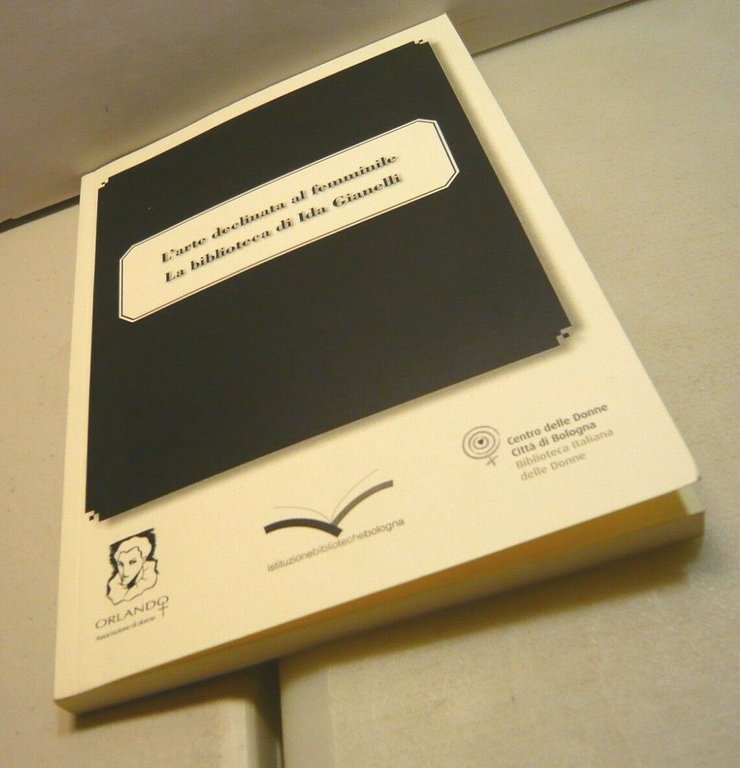 L'arte declinata al femminile
La biblioteca di Ida Gianelli
Centro delle Donne
Città di Bologna
Biblioteca Italiana
delle Donne
istituzionebibliotechebologna
ORLANDO
Associazione di donne